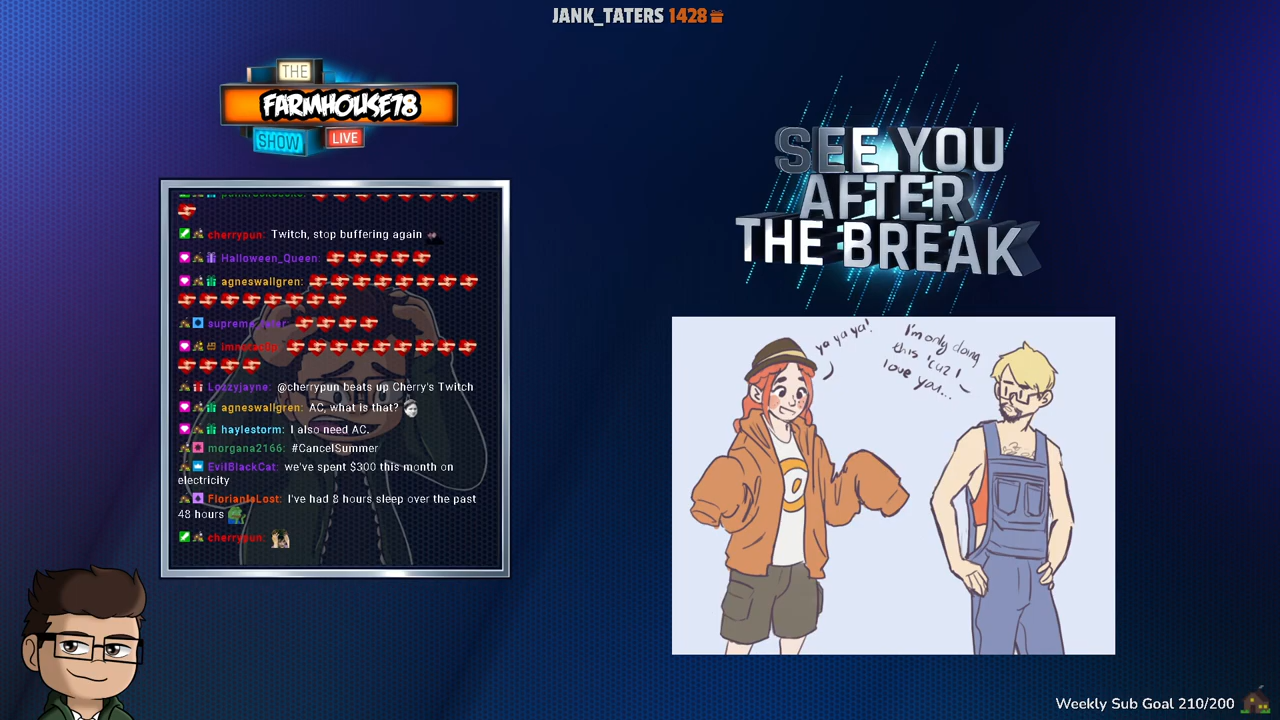 JANK_TATERS 1428
THE
FARMHOUSE78
SHOW
LIVE
SEE YOU
AFTER
THE BREAK
cherrypun: Twitch, stop buffering again
Halloween_Queen:
agneswallgren:
Lozzyjayne: @cherrypun beats up Cherry's Twitch
agneswallgren: AC, what is that?
haylestorm: I also need AC.
morgana2166: #CancelSummer
EvilBlackCat: we've spent $300 this month on
electricity
FlorianIsLost: I've had 8 hours sleep over the past
48 hours
cherrypun:
ya ya ya!
I'm only doing
this 'cuz I
love you...
Weekly Sub Goal 210/200